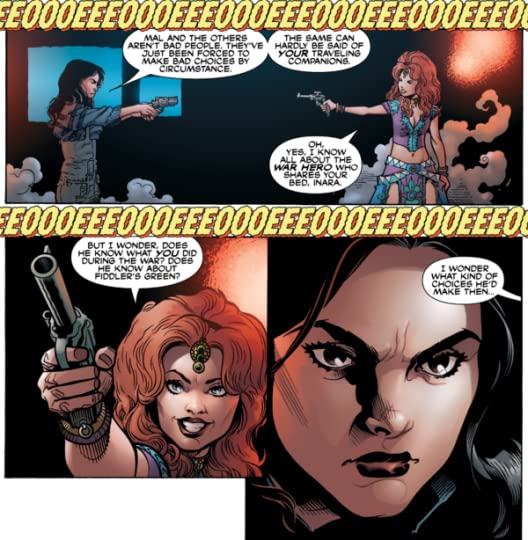 EEEOOOEEEOOOEEEOOOEEEOOOEEEOOOEEEOOOEEEO
MAL AND THE OTHERS
AREN'T BAD PEOPLE. THEY'VE
JUST BEEN FORCED TO
MAKE BAD CHOICES BY
CIRCUMSTANCE.
THE SAME CAN
HARDLY BE SAID OF
YOUR TRAVELING
COMPANIONS.
OH,
YES, I KNOW
ALL ABOUT THE
WAR HERO WHO
SHARES YOUR
BED, INARA.
EEEOOOEEEOOOEEEOOOEEEOOOEEEOOOEEEOOOEEEO
BUT I WONDER, DOES
HE KNOW WHAT YOU DID
DURING THE WAR? DOES
HE KNOW ABOUT
FIDDLER'S GREEN?
I WONDER
WHAT KIND OF
CHOICES HE'D
MAKE THEN...